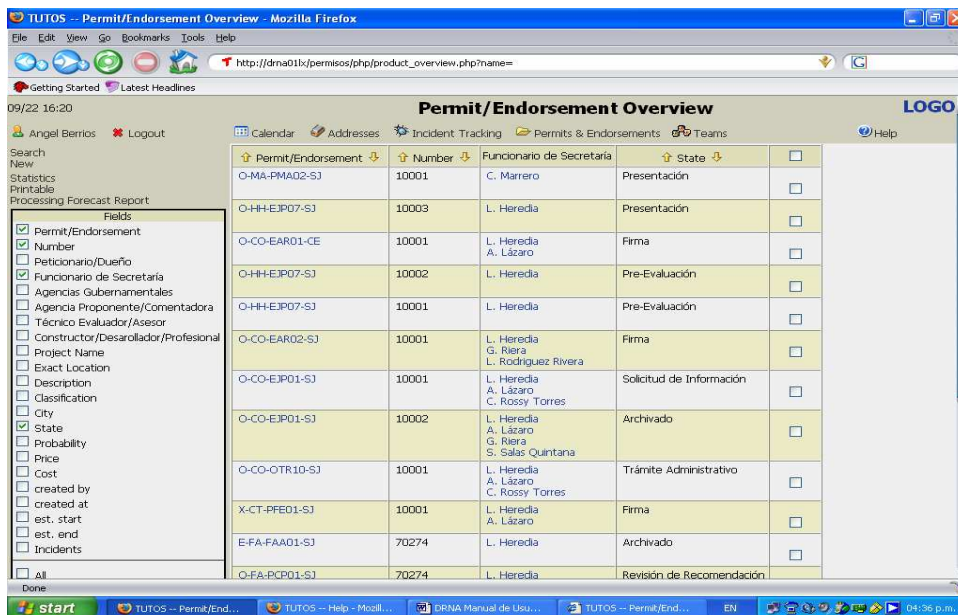 TUTOS -- Permit/Endorsement Overview - Mozilla Firefox
File Edit View Go Bookmarks Tools Help
http://drna01lx/permisos/php/product_overview.php?name=
G
Getting Started Latest Headlines
09/22 16:20
Permit/Endorsement Overview
LOGO
Angel Berrios Logout Calendar Addresses Incident Tracking Permits & Endorsements Teams Help
Search
New
Statistics
Printable
Processing Forecast Report
Fields
Permit/Endorsement
Number
Peticionario/Dueño
Funcionario de Secretaría
Agencias Gubernamentales
Agencia Proponente/Comentadora
Técnico Evaluador/Asesor
Constructor/Desarollador/Profesional
Project Name
Exact Location
Description
Classification
City
State
Probability
Price
Cost
created by
created at
est. start
est. end
Incidents
All
Permit/Endorsement Number Funcionario de Secretaría State
O-MA-PMA02-SJ 10001 C. Marrero Presentación
O-HH-EJP07-SJ 10003 L. Heredia Presentación
O-CO-EAR01-CE 10001 L. Heredia Firma
A. Lázaro
O-HH-EJP07-SJ 10002 L. Heredia Pre-Evaluación
O-HH-EJP07-SJ 10001 L. Heredia Pre-Evaluación
O-CO-EAR02-SJ 10001 L. Heredia Firma
G. Riera
L. Rodriguez Rivera
O-CO-EJP01-SJ 10001 L. Heredia Solicitud de Información
A. Lázaro
C. Rossy Torres
O-CO-EJP01-SJ 10002 L. Heredia Archivado
A. Lázaro
G. Riera
S. Salas Quintana
O-CO-OTR10-SJ 10001 L. Heredia Trámite Administrativo
A. Lázaro
C. Rossy Torres
X-CT-PFE01-SJ 10001 L. Heredia Firma
A. Lázaro
E-FA-FAA01-SJ 70274 L. Heredia Archivado
O-FA-PCP01-SJ 70274 L. Heredia Revisión de Recomendación
Done
start TUTOS -- Permit/End... TUTOS -- Help - Mozill... DRNA Manual de Usu... TUTOS -- Permit/End... EN 04:36 p.m.